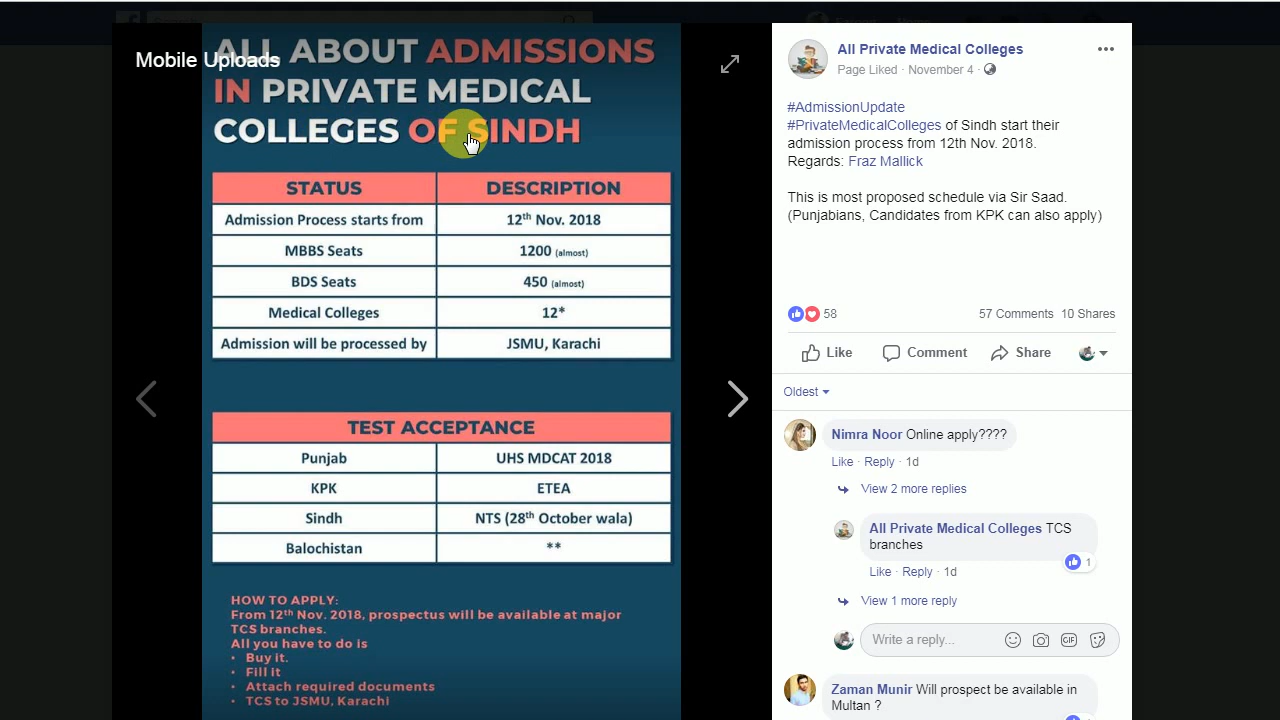 Mobile Uploads
ALL ABOUT ADMISSIONS
IN PRIVATE MEDICAL
COLLEGES OF SINDH
STATUS DESCRIPTION
Admission Process starts from 12th Nov. 2018
MBBS Seats 1200 (almost)
BDS Seats 450 (almost)
Medical Colleges 12*
Admission will be processed by JSMU, Karachi
TEST ACCEPTANCE
Punjab UHS MDCAT 2018
KPK ETEA
Sindh NTS (28th October wala)
Balochistan **
HOW TO APPLY:
From 12th Nov. 2018, prospectus will be available at major
TCS branches.
All you have to do is
• Buy it.
• Fill it
• Attach required documents
• TCS to JSMU, Karachi
All Private Medical Colleges
Page Liked · November 4 ·
#AdmissionUpdate
#PrivateMedicalColleges of Sindh start their
admission process from 12th Nov. 2018.
Regards: Fraz Mallick
This is most proposed schedule via Sir Saad.
(Punjabians, Candidates from KPK can also apply)
58 57 Comments 10 Shares
Like Comment Share
Oldest
Nimra Noor Online apply????
Like · Reply · 1d
View 2 more replies
All Private Medical Colleges TCS
branches
1
Like · Reply · 1d
View 1 more reply
Write a reply...
GIF
Zaman Munir Will prospect be available in
Multan ?